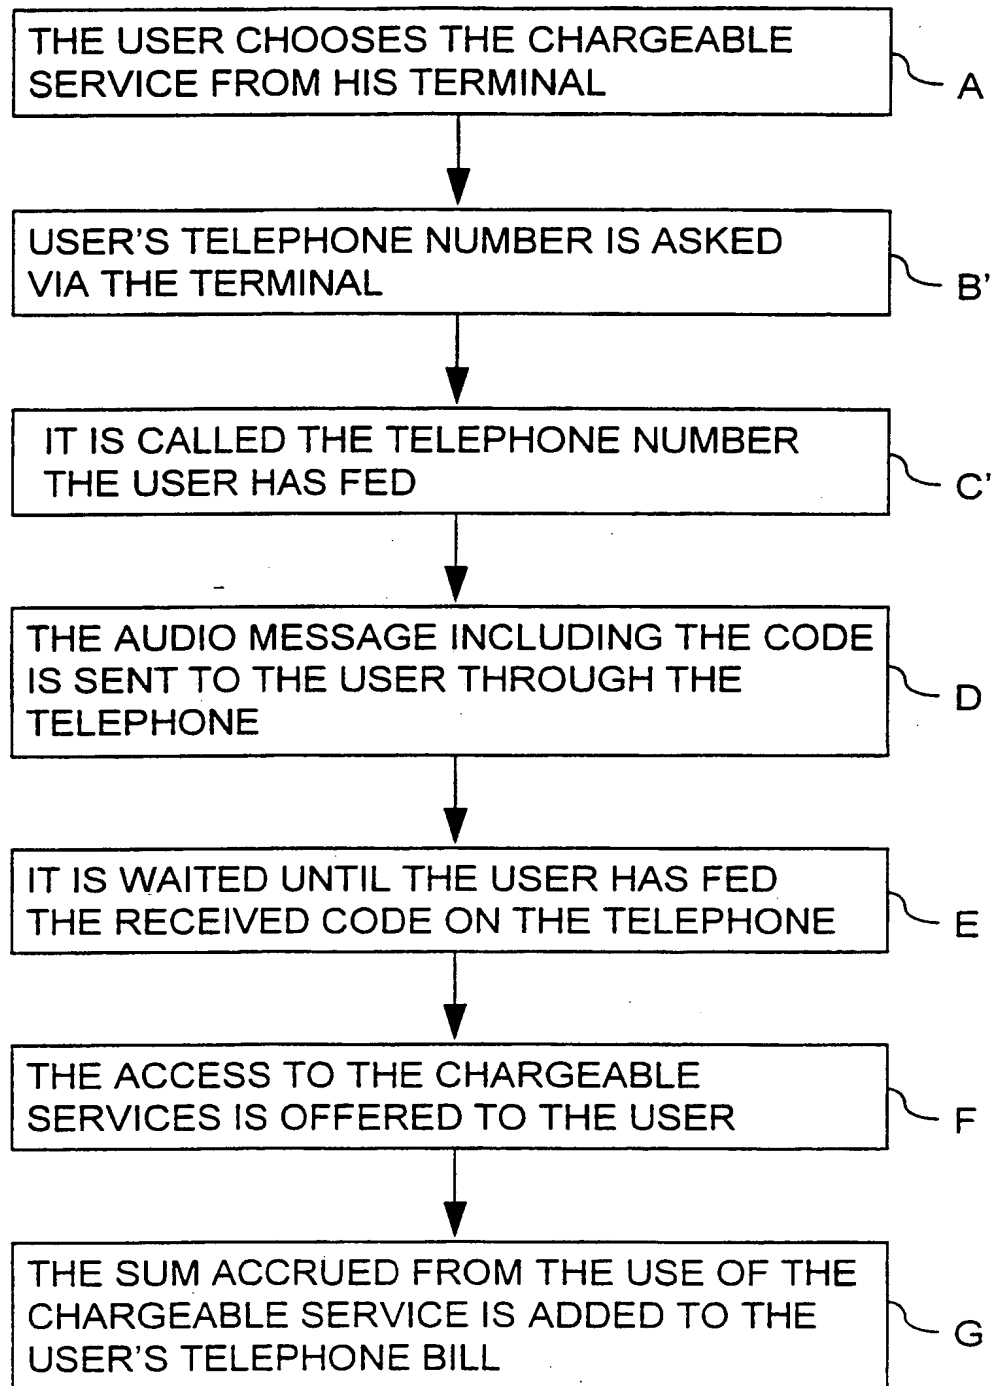 THE USER CHOOSES THE CHARGEABLE
SERVICE FROM HIS TERMINAL
A
USER'S TELEPHONE NUMBER IS ASKED
VIA THE TERMINAL
B'
IT IS CALLED THE TELEPHONE NUMBER
THE USER HAS FED
C'
THE AUDIO MESSAGE INCLUDING THE CODE
IS SENT TO THE USER THROUGH THE
TELEPHONE
D
IT IS WAITED UNTIL THE USER HAS FED
THE RECEIVED CODE ON THE TELEPHONE
E
THE ACCESS TO THE CHARGEABLE
SERVICES IS OFFERED TO THE USER
F
THE SUM ACCRUED FROM THE USE OF THE
CHARGEABLE SERVICE IS ADDED TO THE
USER'S TELEPHONE BILL
G